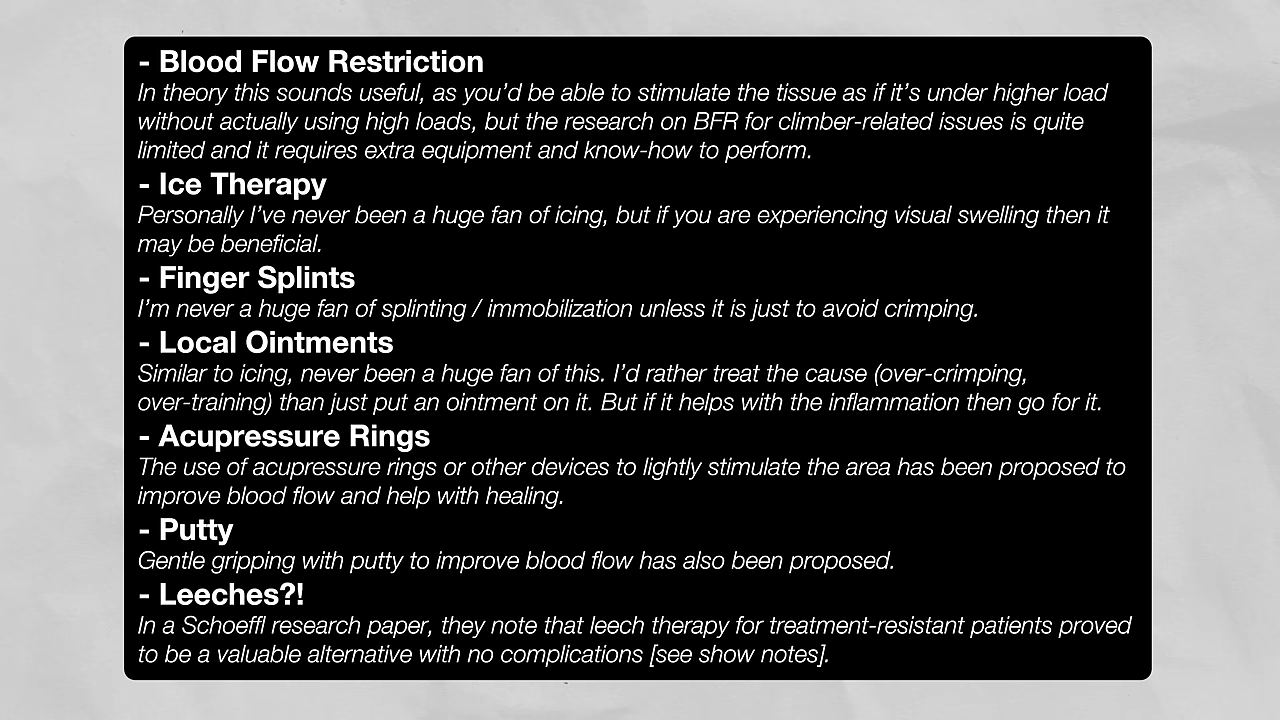 - Blood Flow Restriction
In theory this sounds useful, as you'd be able to stimulate the tissue as if it's under higher load
without actually using high loads, but the research on BFR for climber-related issues is quite
limited and it requires extra equipment and know-how to perform.
- Ice Therapy
Personally I've never been a huge fan of icing, but if you are experiencing visual swelling then it
may be beneficial.
- Finger Splints
I'm never a huge fan of splinting / immobilization unless it is just to avoid crimping.
- Local Ointments
Similar to icing, never been a huge fan of this. I'd rather treat the cause (over-crimping,
over-training) than just put an ointment on it. But if it helps with the inflammation then go for it.
- Acupressure Rings
The use of acupressure rings or other devices to lightly stimulate the area has been proposed to
improve blood flow and help with healing.
- Putty
Gentle gripping with putty to improve blood flow has also been proposed.
- Leeches?!
In a Schoeffl research paper, they note that leech therapy for treatment-resistant patients proved
to be a valuable alternative with no complications [see show notes].